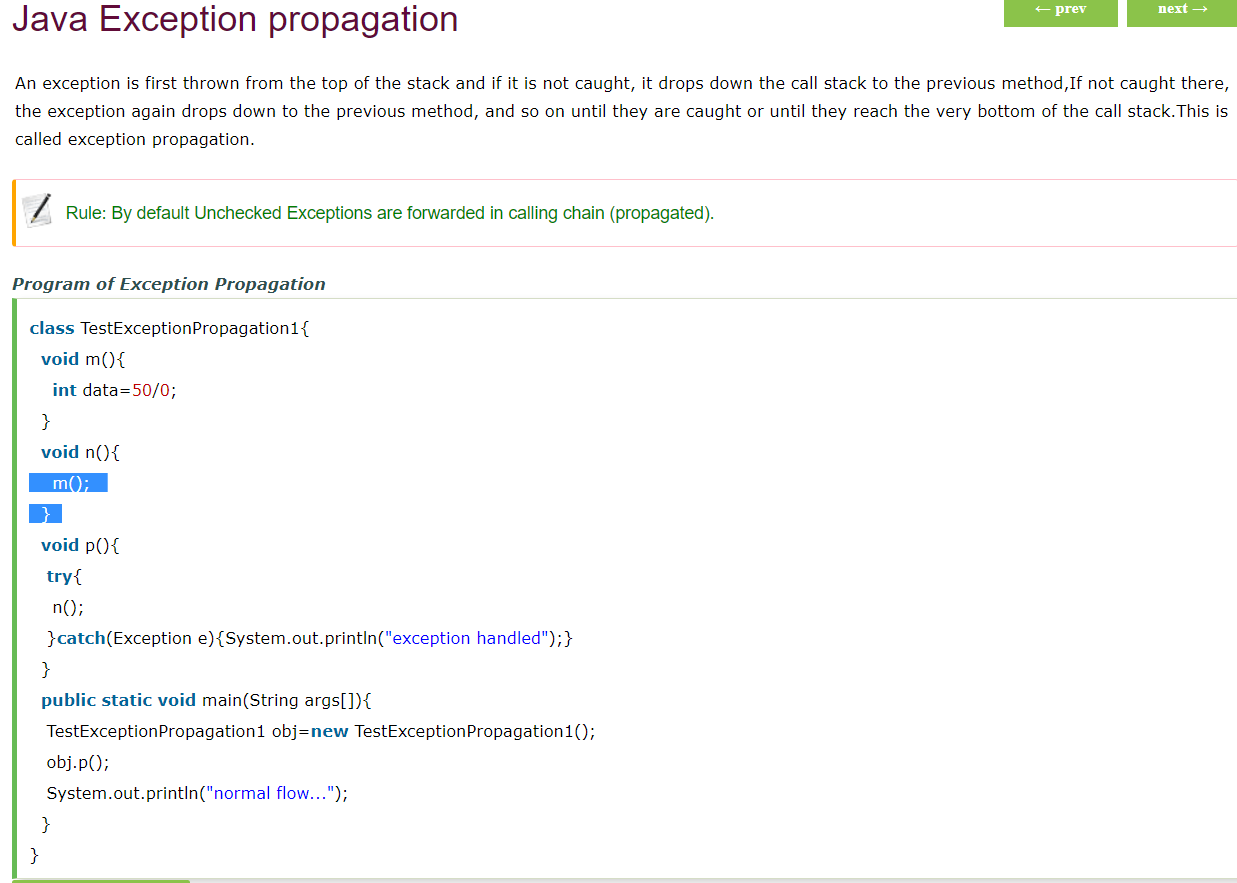 Java Exception propagation
← prev
next →
An exception is first thrown from the top of the stack and if it is not caught, it drops down the call stack to the previous method,If not caught there,
the exception again drops down to the previous method, and so on until they are caught or until they reach the very bottom of the call stack.This is
called exception propagation.
Rule: By default Unchecked Exceptions are forwarded in calling chain (propagated).
Program of Exception Propagation
class TestExceptionPropagation1{
void m(){
int data=50/0;
}
void n(){
m();
}
void p(){
try{
n();
}catch(Exception e){System.out.println("exception handled");}
}
public static void main(String args[]){
TestExceptionPropagation1 obj=new TestExceptionPropagation1();
obj.p();
System.out.println("normal flow...");
}
}